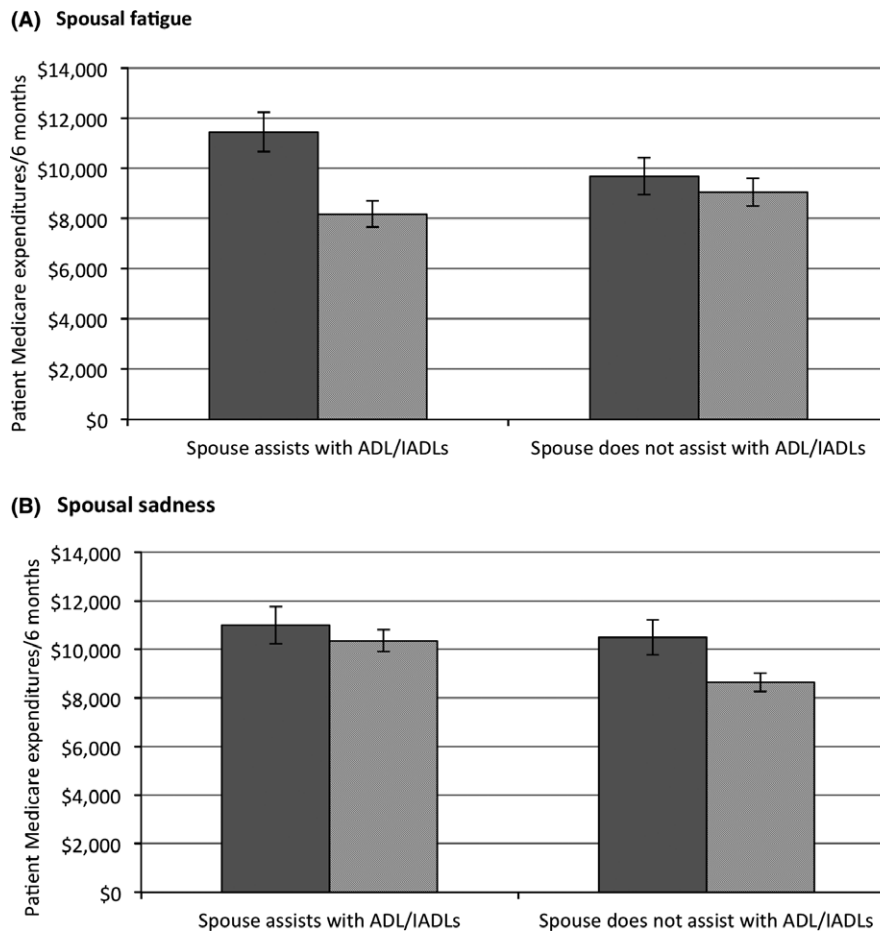 (A) Spousal fatigue
Patient Medicare expenditures/6 months
$14,000
$12,000
$10,000
$8,000
$6,000
$4,000
$2,000
$0
Spouse assists with ADL/IADLs
Spouse does not assist with ADL/IADLs
(B) Spousal sadness
Patient Medicare expenditures/6 months
$14,000
$12,000
$10,000
$8,000
$6,000
$4,000
$2,000
$0
Spouse assists with ADL/IADLs
Spouse does not assist with ADL/IADLs